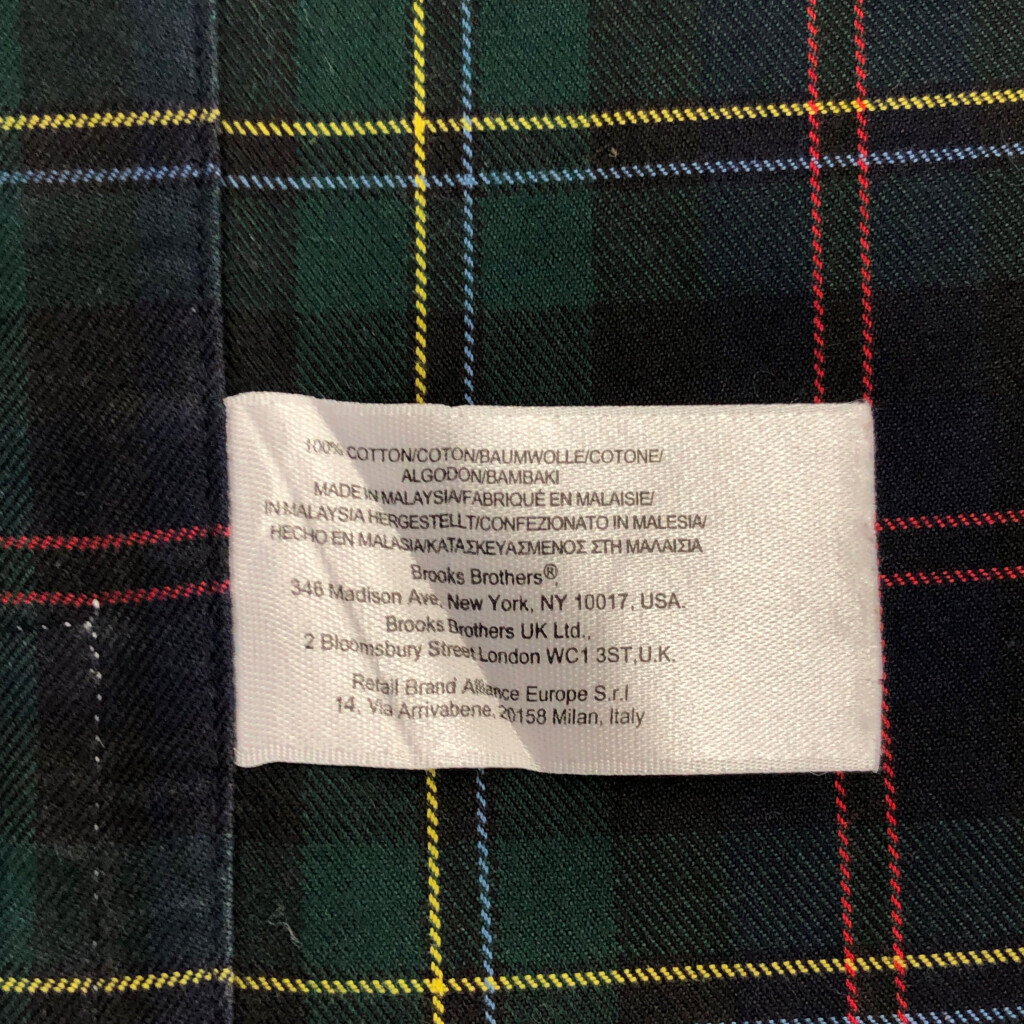 100% COTTON/COTON/BAUMWOLLE/COTONE/
ALGODON/BAMBAKI
MADE IN MALAYSIA/FABRIQUÉ EN MALAISIE/
IN MALAYSIA HERGESTELLT/CONFEZIONATO IN MALESIA/
HECHO EN MALASIA/ΚΑΤΑΣΚΕΥΑΣΜΕΝΟΣ ΣΤΗ ΜΑΛΑΙΣΙΑ
Brooks Brothers®,
346 Madison Ave, New York, NY 10017, USA.
Brooks Brothers UK Ltd.,
2 Bloomsbury Street London WC1 3ST,U.K.
Retail Brand Alliance Europe S.r.l
14, Via Arrivabene, 20158 Milan, Italy